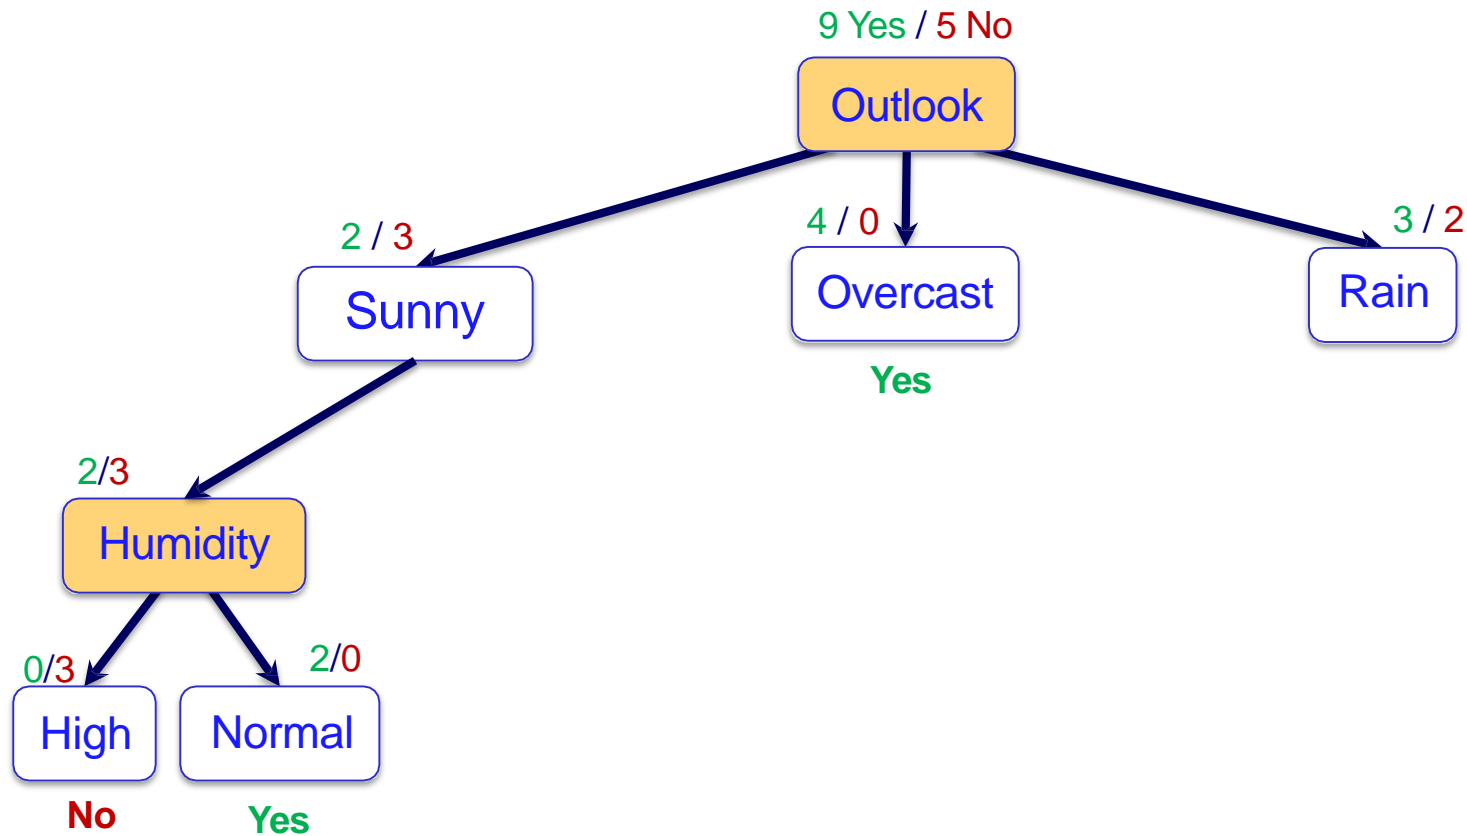 9 Yes / 5 No
Outlook
2 / 3
4 / 0
3 / 2
Sunny
Overcast
Rain
Yes
2/3
Humidity
0/3
2/0
High
Normal
No
Yes